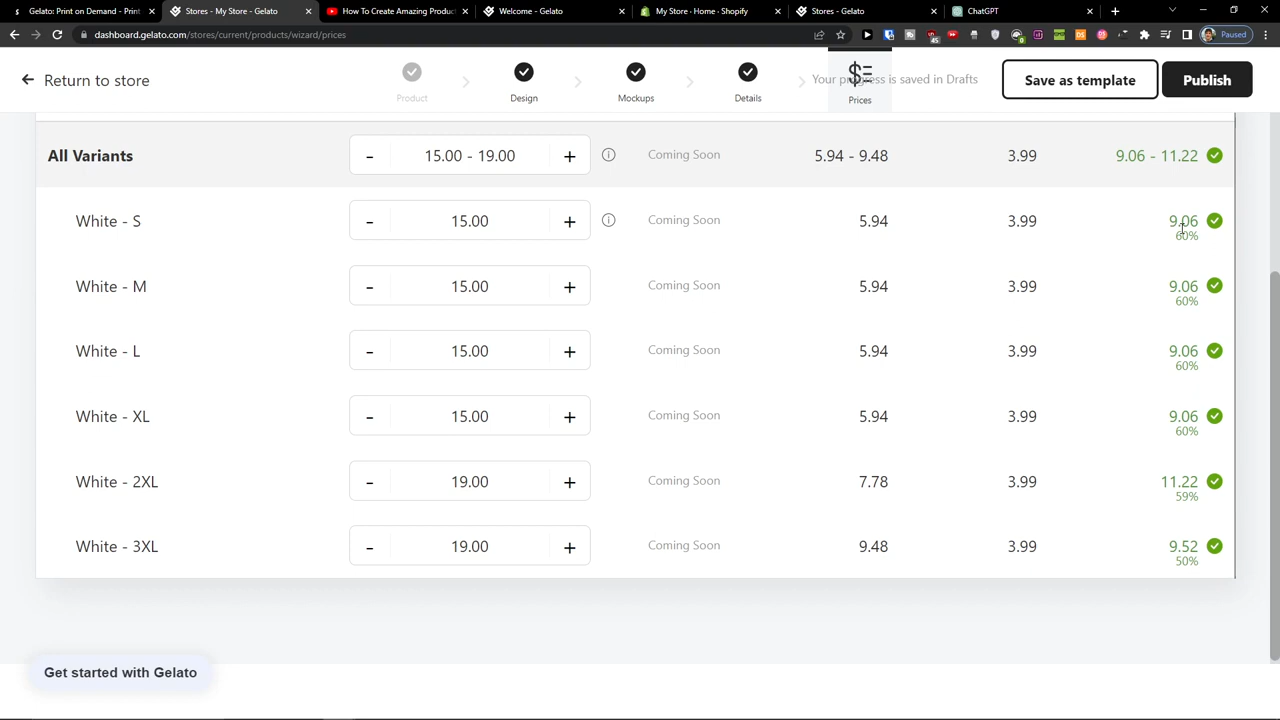 Gelato: Print on Demand - Print
Stores - My Store - Gelato
How To Create Amazing Produc
Welcome - Gelato
My Store · Home · Shopify
Stores - Gelato
ChatGPT
dashboard.gelato.com/stores/current/products/wizard/prices
Paused
Return to store
Product
Design
Mockups
Details
Prices
Your progress is saved in Drafts
Save as template
Publish
All Variants - 15.00 - 19.00 + Coming Soon 5.94 - 9.48 3.99 9.06 - 11.22
White - S - 15.00 + Coming Soon 5.94 3.99 9.06
60%
White - M - 15.00 + Coming Soon 5.94 3.99 9.06
60%
White - L - 15.00 + Coming Soon 5.94 3.99 9.06
60%
White - XL - 15.00 + Coming Soon 5.94 3.99 9.06
60%
White - 2XL - 19.00 + Coming Soon 7.78 3.99 11.22
59%
White - 3XL - 19.00 + Coming Soon 9.48 3.99 9.52
50%
Get started with Gelato